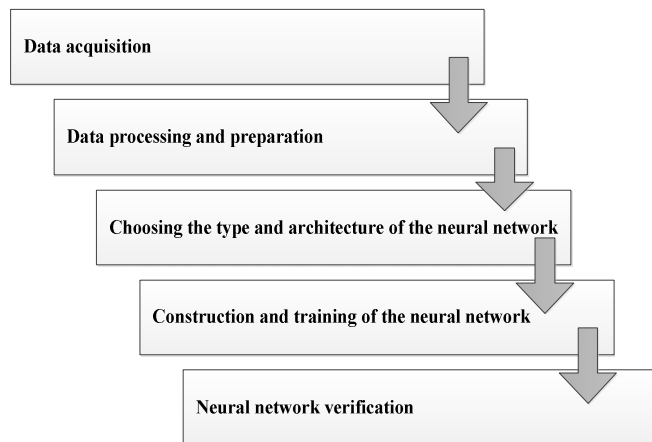 Data acquisition
Data processing and preparation
Choosing the type and architecture of the neural network
Construction and training of the neural network
Neural network verification